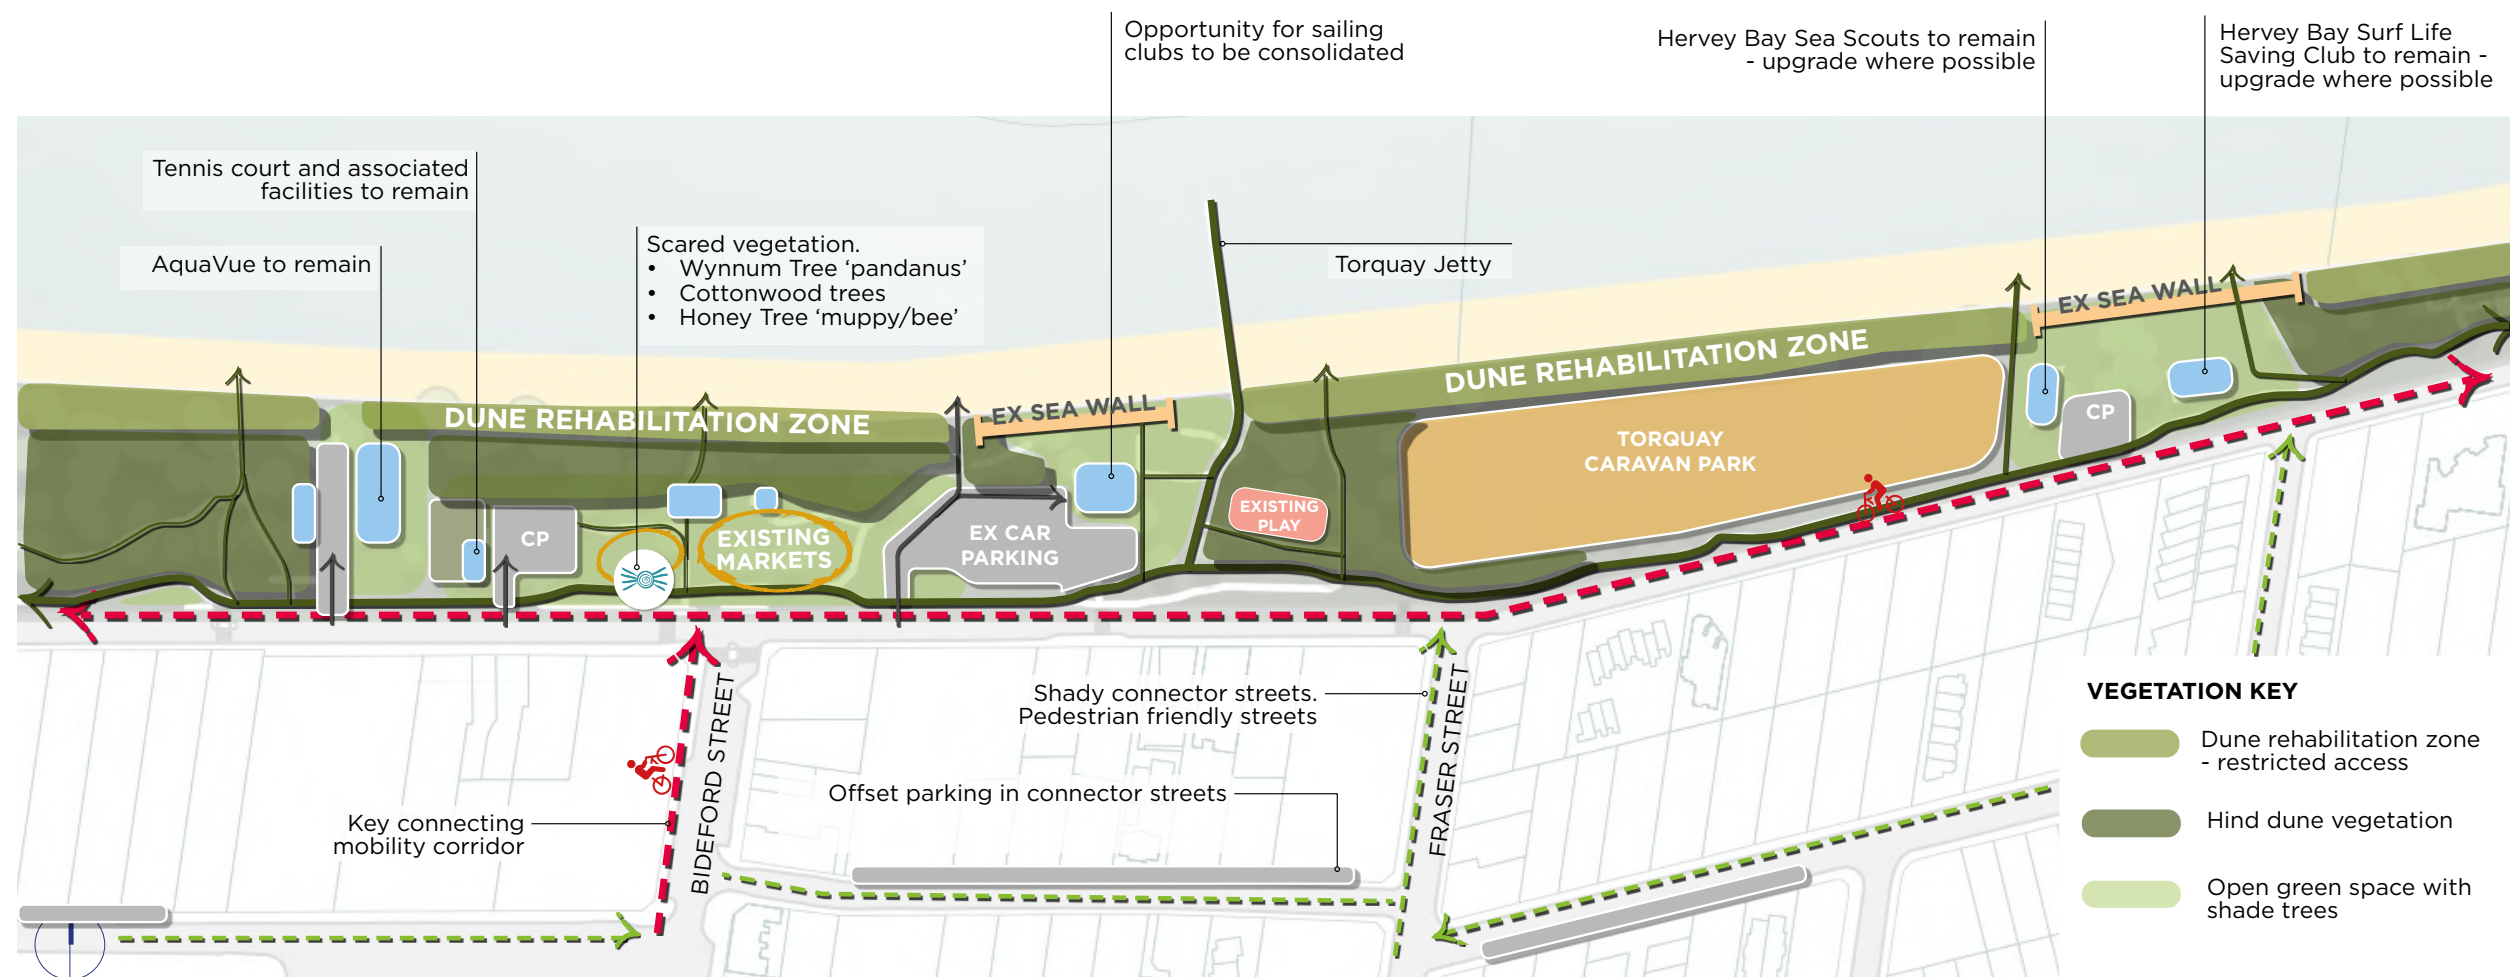 Opportunity for sailing
clubs to be consolidated
Hervey Bay Sea Scouts to remain
- upgrade where possible
Hervey Bay Surf Life
Saving Club to remain -
upgrade where possible
Tennis court and associated
facilities to remain
AquaVue to remain
Scared vegetation.
• Wynnum Tree ‘pandanus’
• Cottonwood trees
• Honey Tree ‘muppy/bee’
Torquay Jetty
EX SEA WALL
DUNE REHABILITATION ZONE
DUNE REHABILITATION ZONE
EX SEA WALL
TORQUAY
CARAVAN PARK
CP
EXISTING
PLAY
CP
EXISTING
MARKETS
EX CAR
PARKING
BIDEFORD STREET
FRASER STREET
Shady connector streets.
Pedestrian friendly streets
Offset parking in connector streets
Key connecting
mobility corridor
VEGETATION KEY
Dune rehabilitation zone
- restricted access
Hind dune vegetation
Open green space with
shade trees